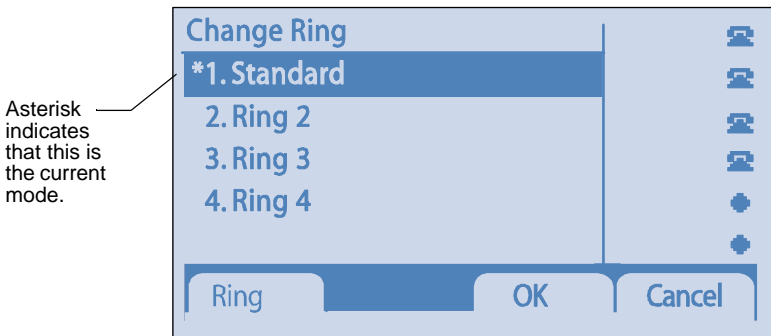 Change Ring
*1. Standard
2. Ring 2
3. Ring 3
4. Ring 4
Ring
OK
Cancel
Asterisk
indicates
that this is
the current
mode.